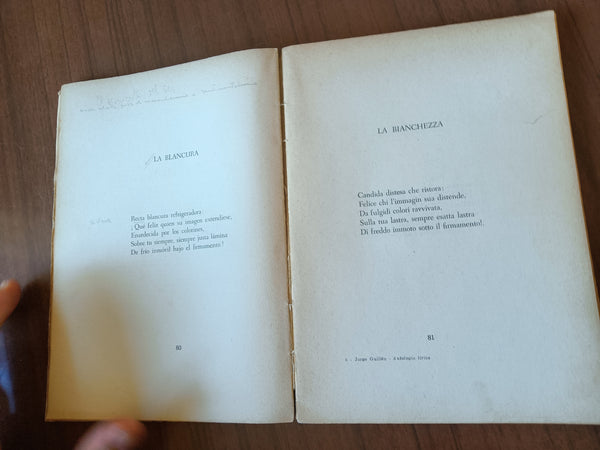 LA BLANCURA
Recta blancura refrigeradora:
¡Qué feliz quien su imagen extendiese,
Enardecida por los colorines,
Sobre tu siempre, siempre justa lámina
De frío inmóvil bajo el firmamento!
80
LA BIANCHEZZA
Candida distesa che ristora:
Felice chi l'immagin sua distende,
Da fulgidi colori ravvivata,
Sulla tua lastra, sempre esatta lastra
Di freddo immoto sotto il firmamento!
81
6 - Jorge Guillén - Antologia lirica